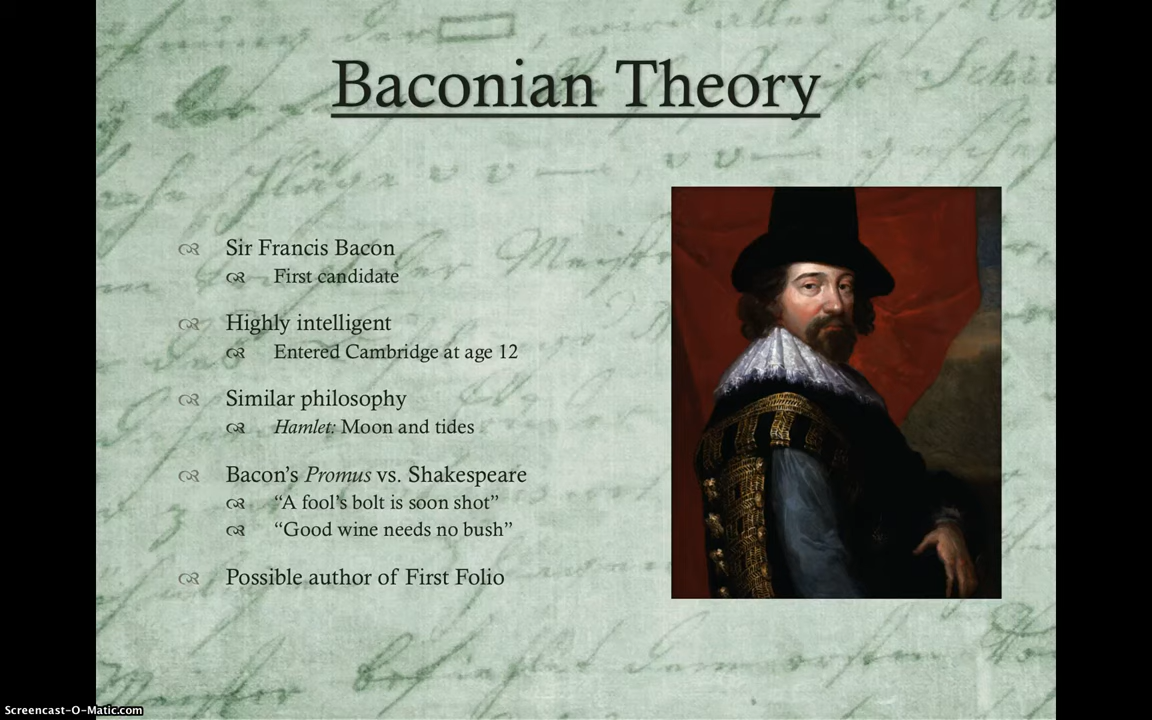 Baconian Theory
Sir Francis Bacon
First candidate
Highly intelligent
Entered Cambridge at age 12
Similar philosophy
Hamlet: Moon and tides
Bacon’s Promus vs. Shakespeare
“A fool’s bolt is soon shot”
“Good wine needs no bush”
Possible author of First Folio
Screencast-O-Matic.com